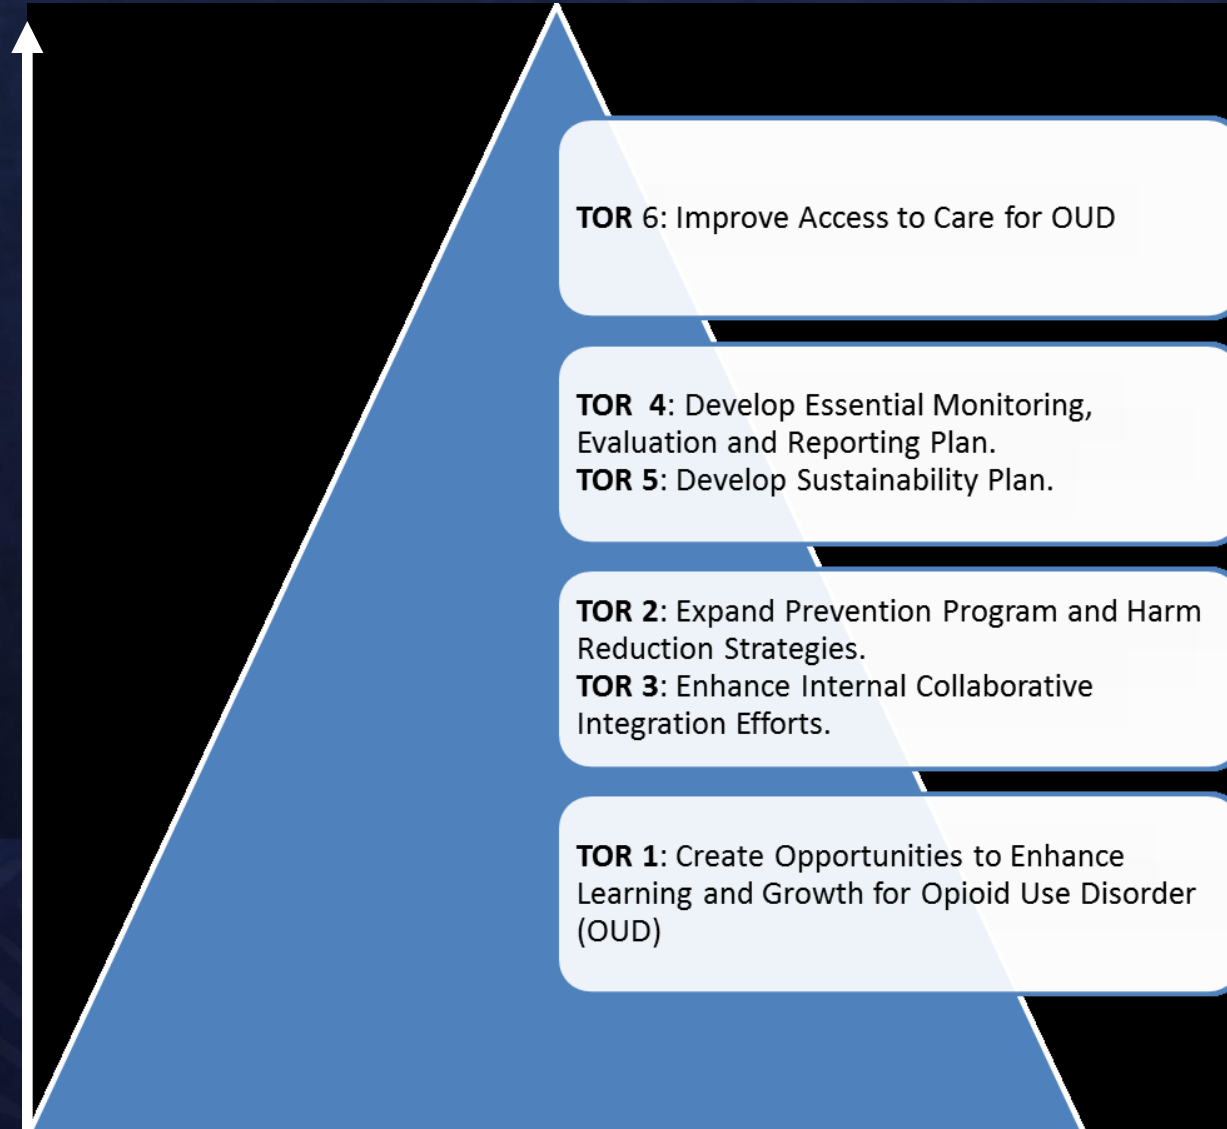 TOR 6: Improve Access to Care for OUD
TOR  4: Develop Essential Monitoring,
Evaluation and Reporting Plan.
TOR 5: Develop Sustainability Plan.
TOR 2: Expand Prevention Program and Harm
Reduction Strategies.
TOR 3: Enhance Internal Collaborative
Integration Efforts.
TOR 1: Create Opportunities to Enhance
Learning and Growth for Opioid Use Disorder
(OUD)